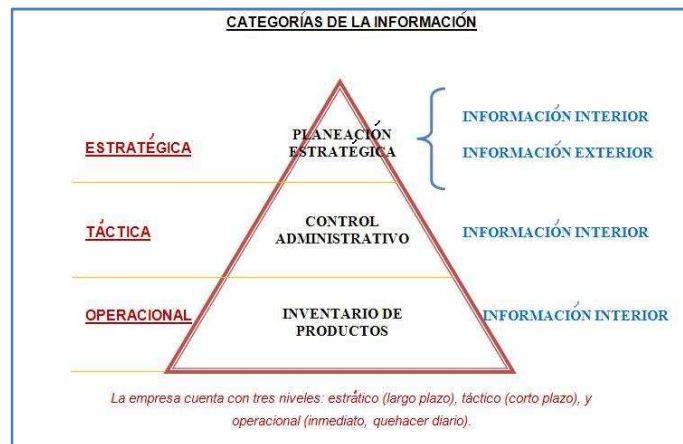 CATEGORÍAS DE LA INFORMACIÓN
PLANEACIÓN
ESTRATÉGICA
ESTRATÉGICA
INFORMACIÓN INTERIOR
INFORMACIÓN EXTERIOR
TÁCTICA
CONTROL
ADMINISTRATIVO
INFORMACIÓN INTERIOR
OPERACIONAL
INVENTARIO DE
PRODUCTOS
INFORMACIÓN INTERIOR
La empresa cuenta con tres niveles: estrático (largo plazo), táctico (corto plazo), y
operacional (inmediato, quehacer diario).